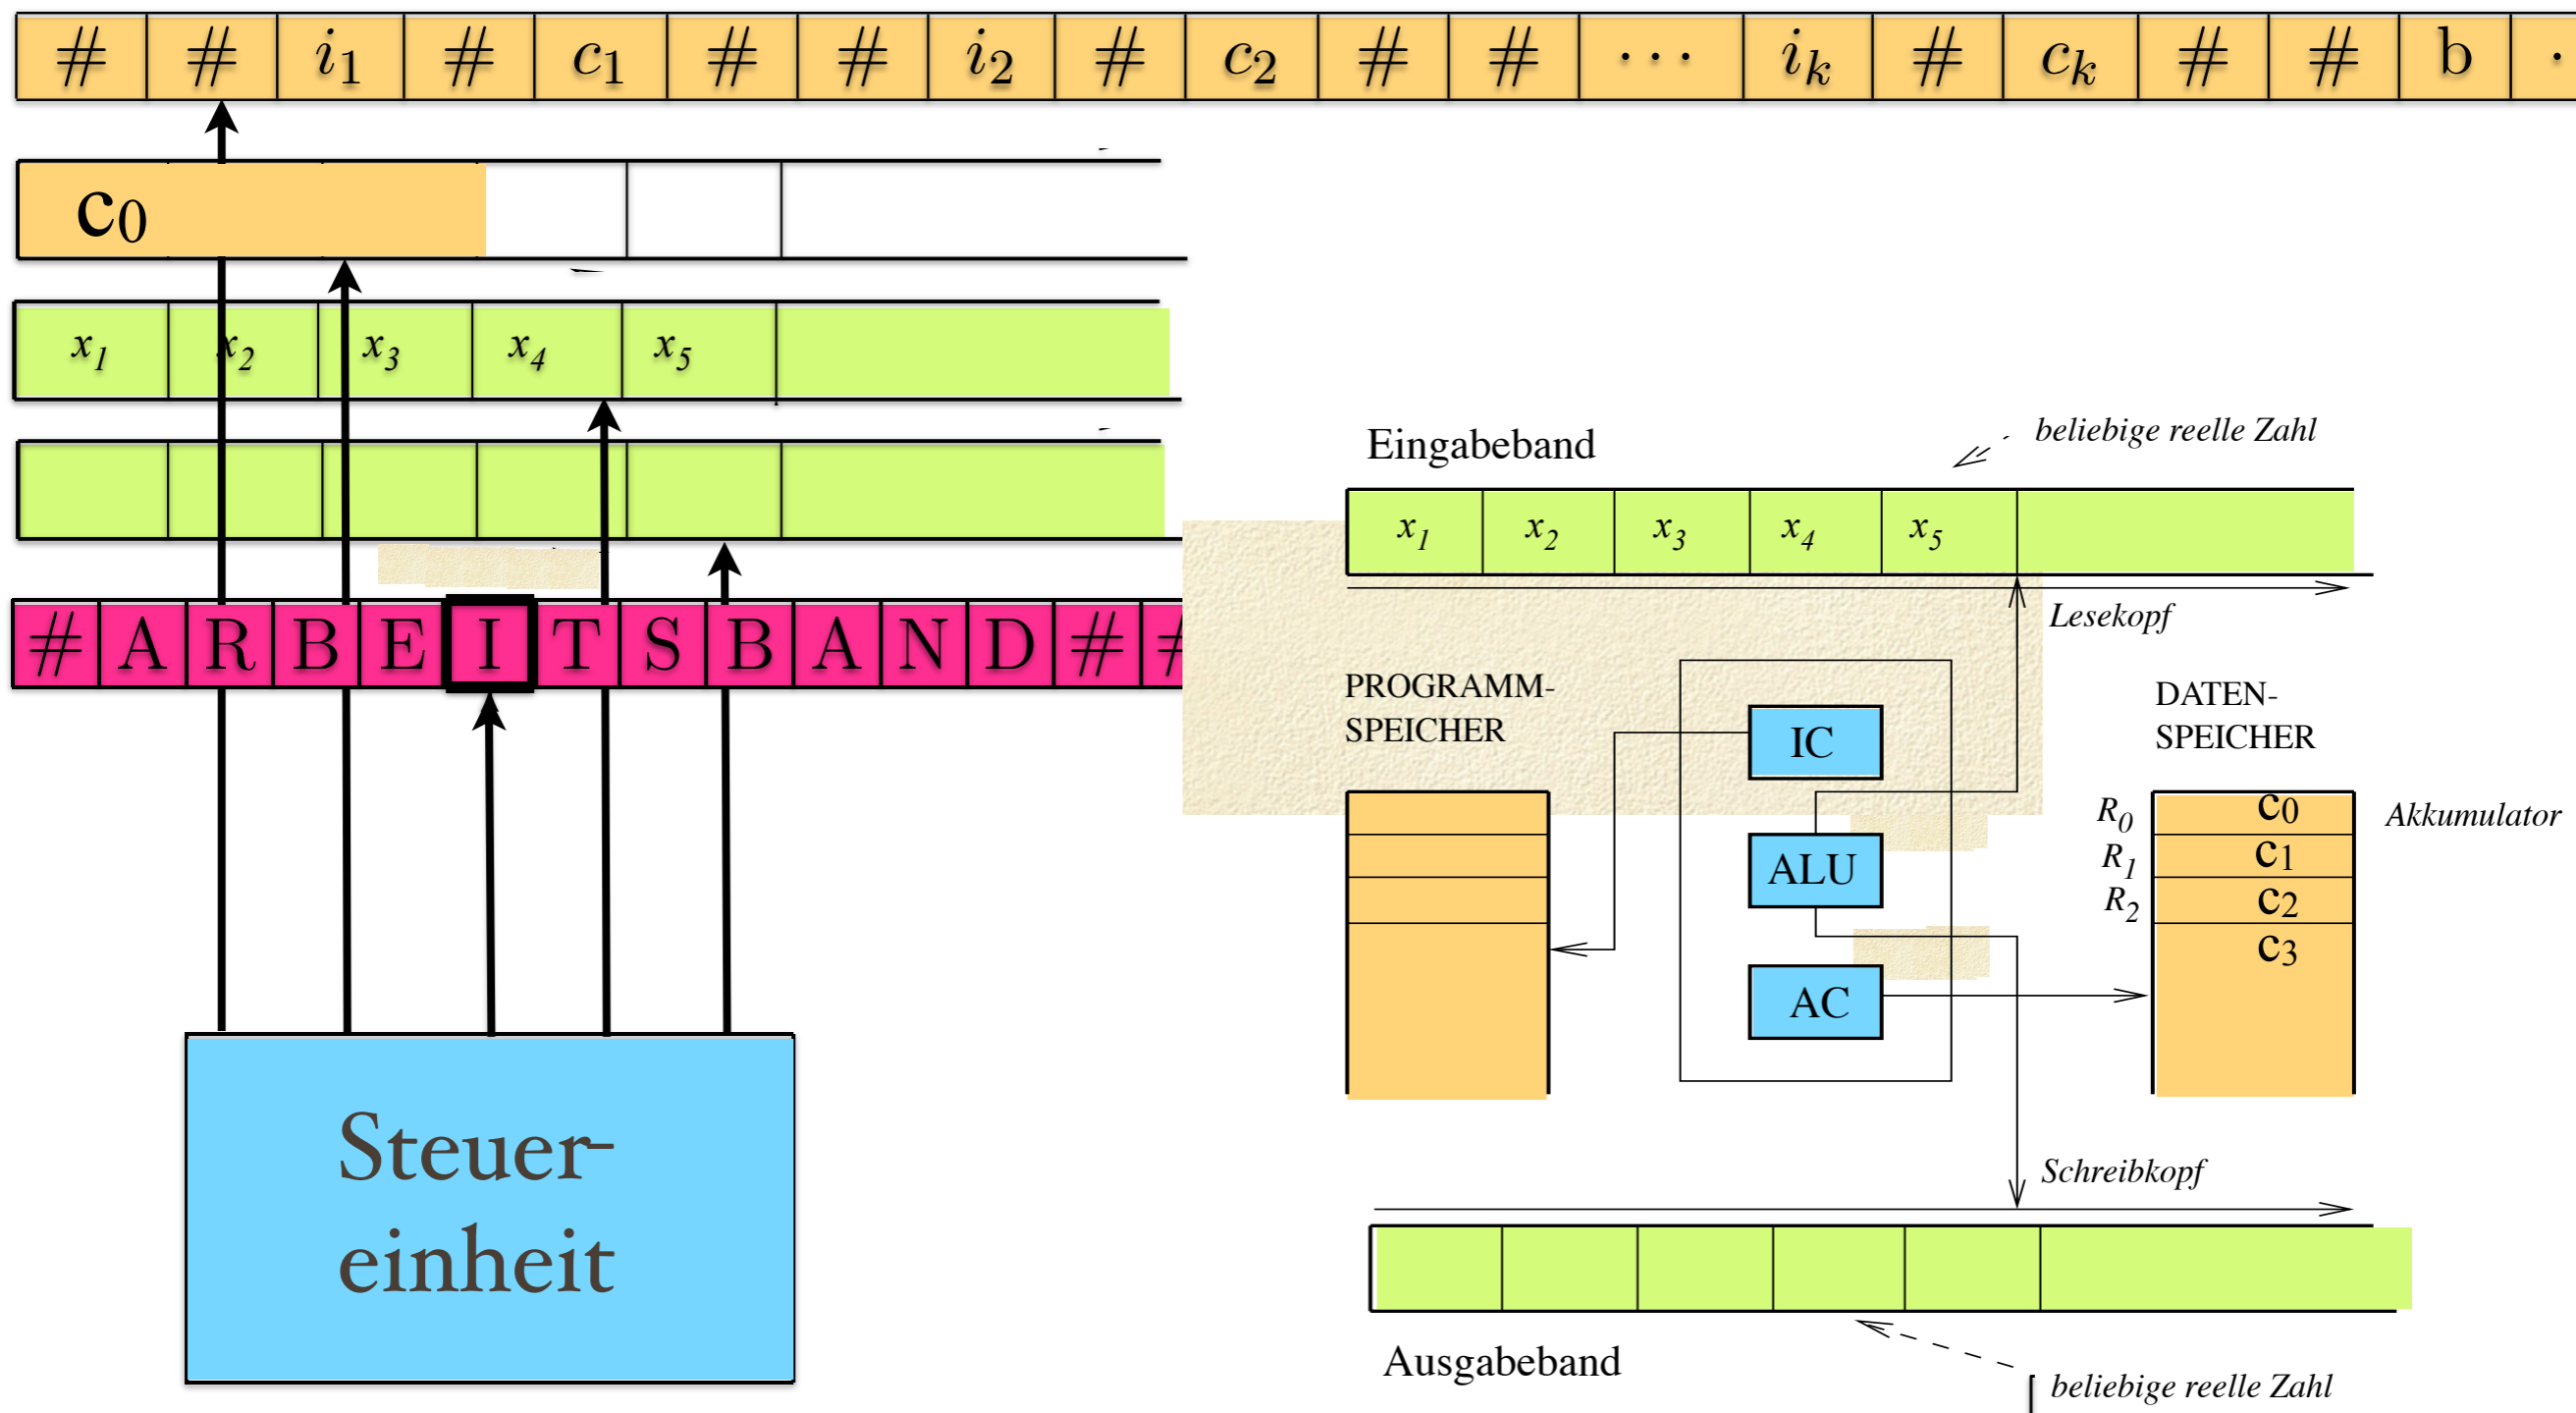 # # i₁ # c₁ # # i₂ # c₂ # # ⋯ iₖ # cₖ # # b ·
c₀
x₁ x₂ x₃ x₄ x₅
# A R B E I T S B A N D # #
Steuer-
einheit
Eingabeband
beliebige reelle Zahl
x₁ x₂ x₃ x₄ x₅
Lesekopf
PROGRAMM-
SPEICHER
IC
ALU
AC
DATEN-
SPEICHER
R₀ c₀ Akkumulator
R₁ c₁
R₂ c₂
c₃
Schreibkopf
Ausgabeband
beliebige reelle Zahl